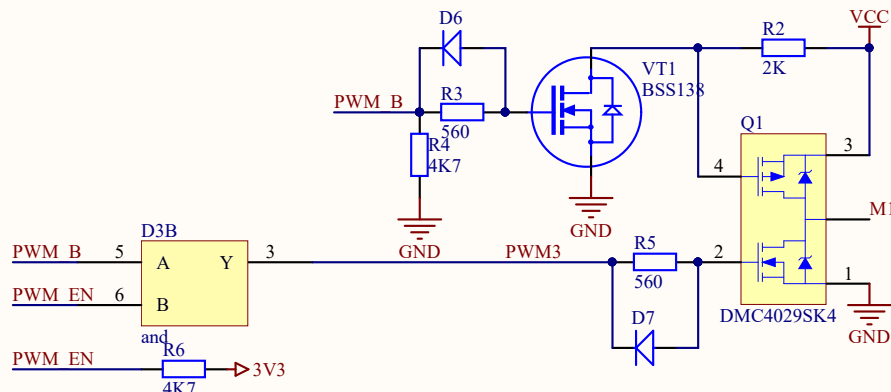 D6
R2
VCC
2K
PWM_B
R3
560
VT1
BSS138
R4
4K7
Q1
4
3
GND
GND
M1
D3B
PWM_B
5
A
Y
3
PWM3
R5
560
2
PWM_EN
6
B
1
and
D7
DMC4029SK4
GND
PWM_EN
R6
4K7
3V3